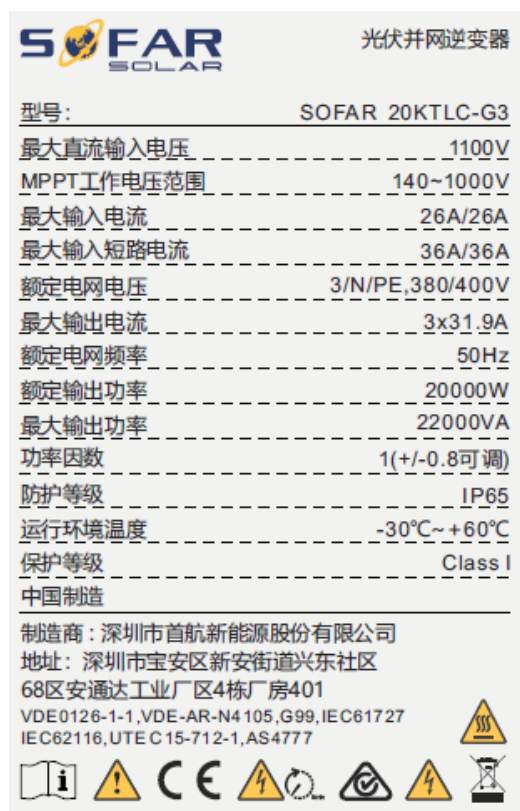 SOFAR
SOLAR
光伏并网逆变器
型号： SOFAR 20KTLC-G3
最大直流输入电压 1100V
MPPT工作电压范围 140~1000V
最大输入电流 26A/26A
最大输入短路电流 36A/36A
额定电网电压 3/N/PE,380/400V
最大输出电流 3x31.9A
额定电网频率 50Hz
额定输出功率 20000W
最大输出功率 22000VA
功率因数 1(+/-0.8可调)
防护等级 IP65
运行环境温度 -30℃~+60℃
保护等级 Class I
中国制造
制造商：深圳市首航新能源股份有限公司
地址：深圳市宝安区新安街道兴东社区
68区安通达工业厂区4栋厂房401
VDE0126-1-1,VDE-AR-N4105,G99,IEC61727
IEC62116,UTE C15-712-1,AS4777
i CE